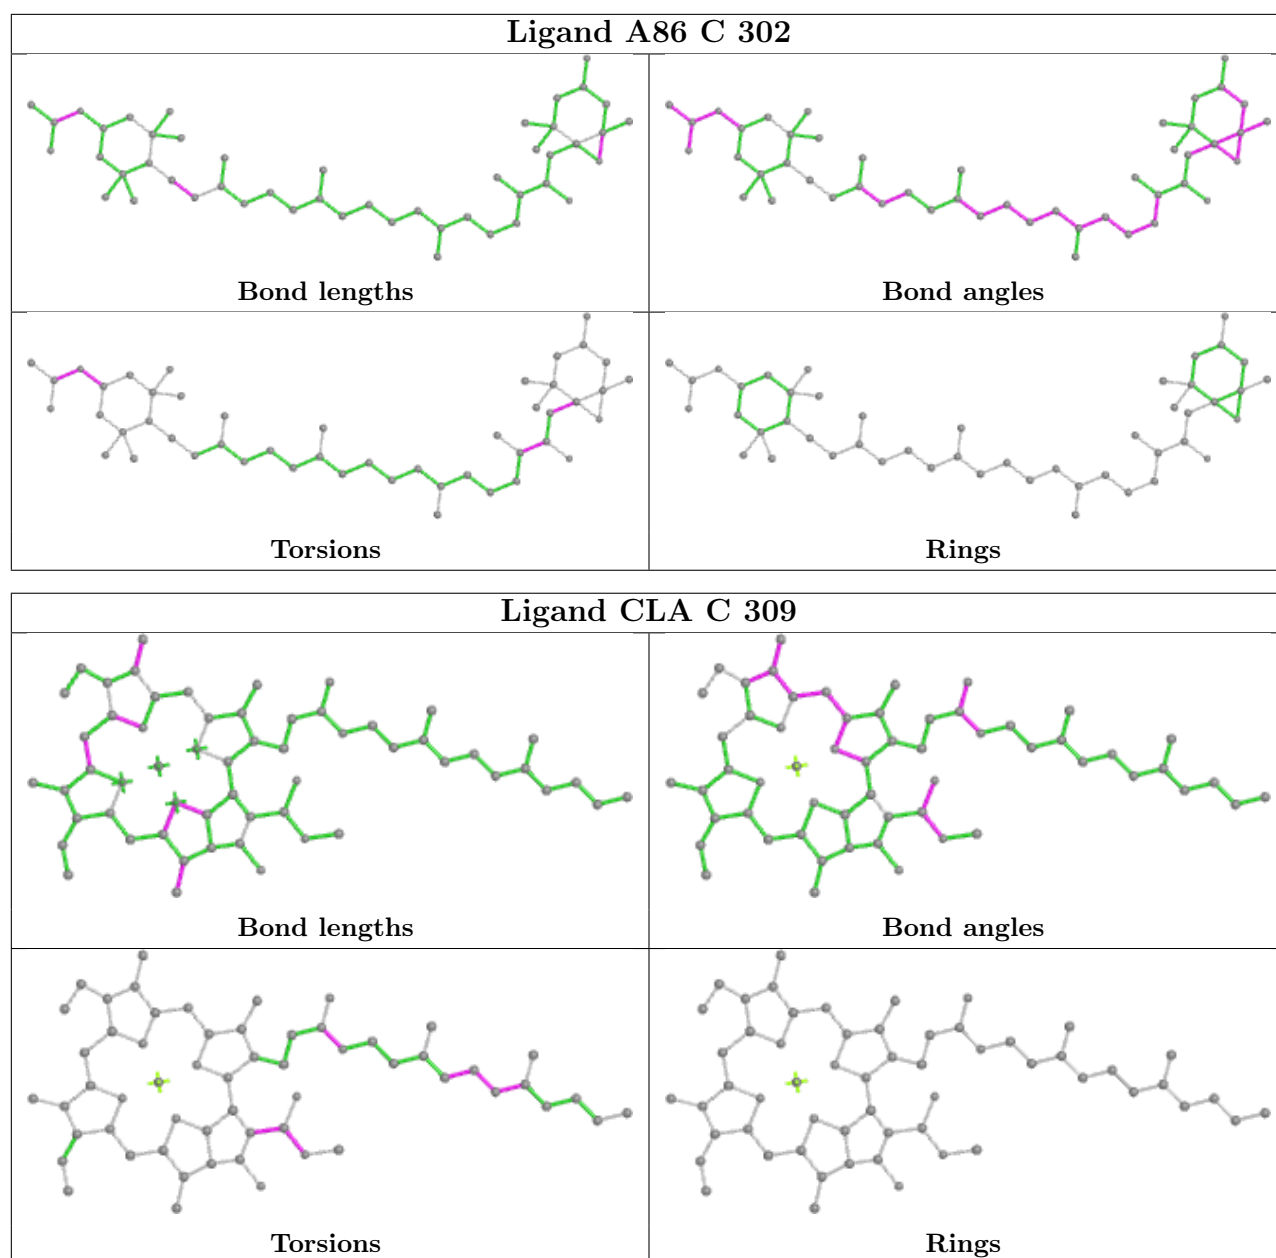 Ligand A86 C 302
Bond lengths
Bond angles
Torsions
Rings
Ligand CLA C 309
Bond lengths
Bond angles
Torsions
Rings